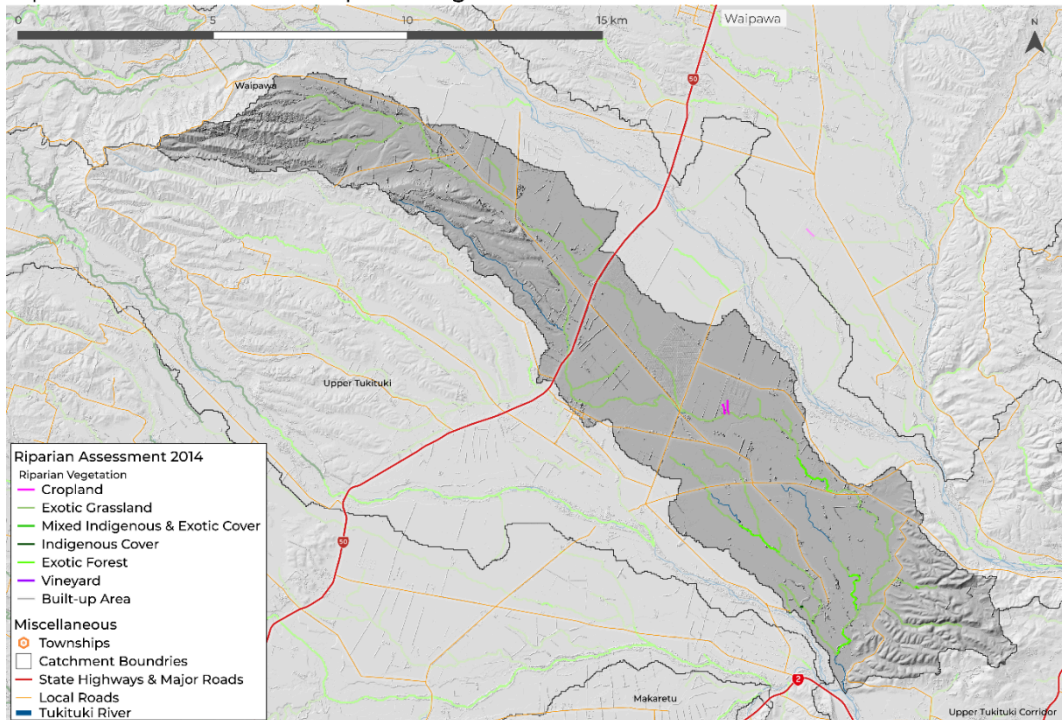 0 5 10 15 km
Waipawa
N
50
Waipawa
Upper Tukituki
50
2
Makaretu
Upper Tukituki Corridor
Riparian Assessment 2014
Riparian Vegetation
Cropland
Exotic Grassland
Mixed Indigenous & Exotic Cover
Indigenous Cover
Exotic Forest
Vineyard
Built-up Area
Miscellaneous
Townships
Catchment Boundries
State Highways & Major Roads
Local Roads
Tukituki River